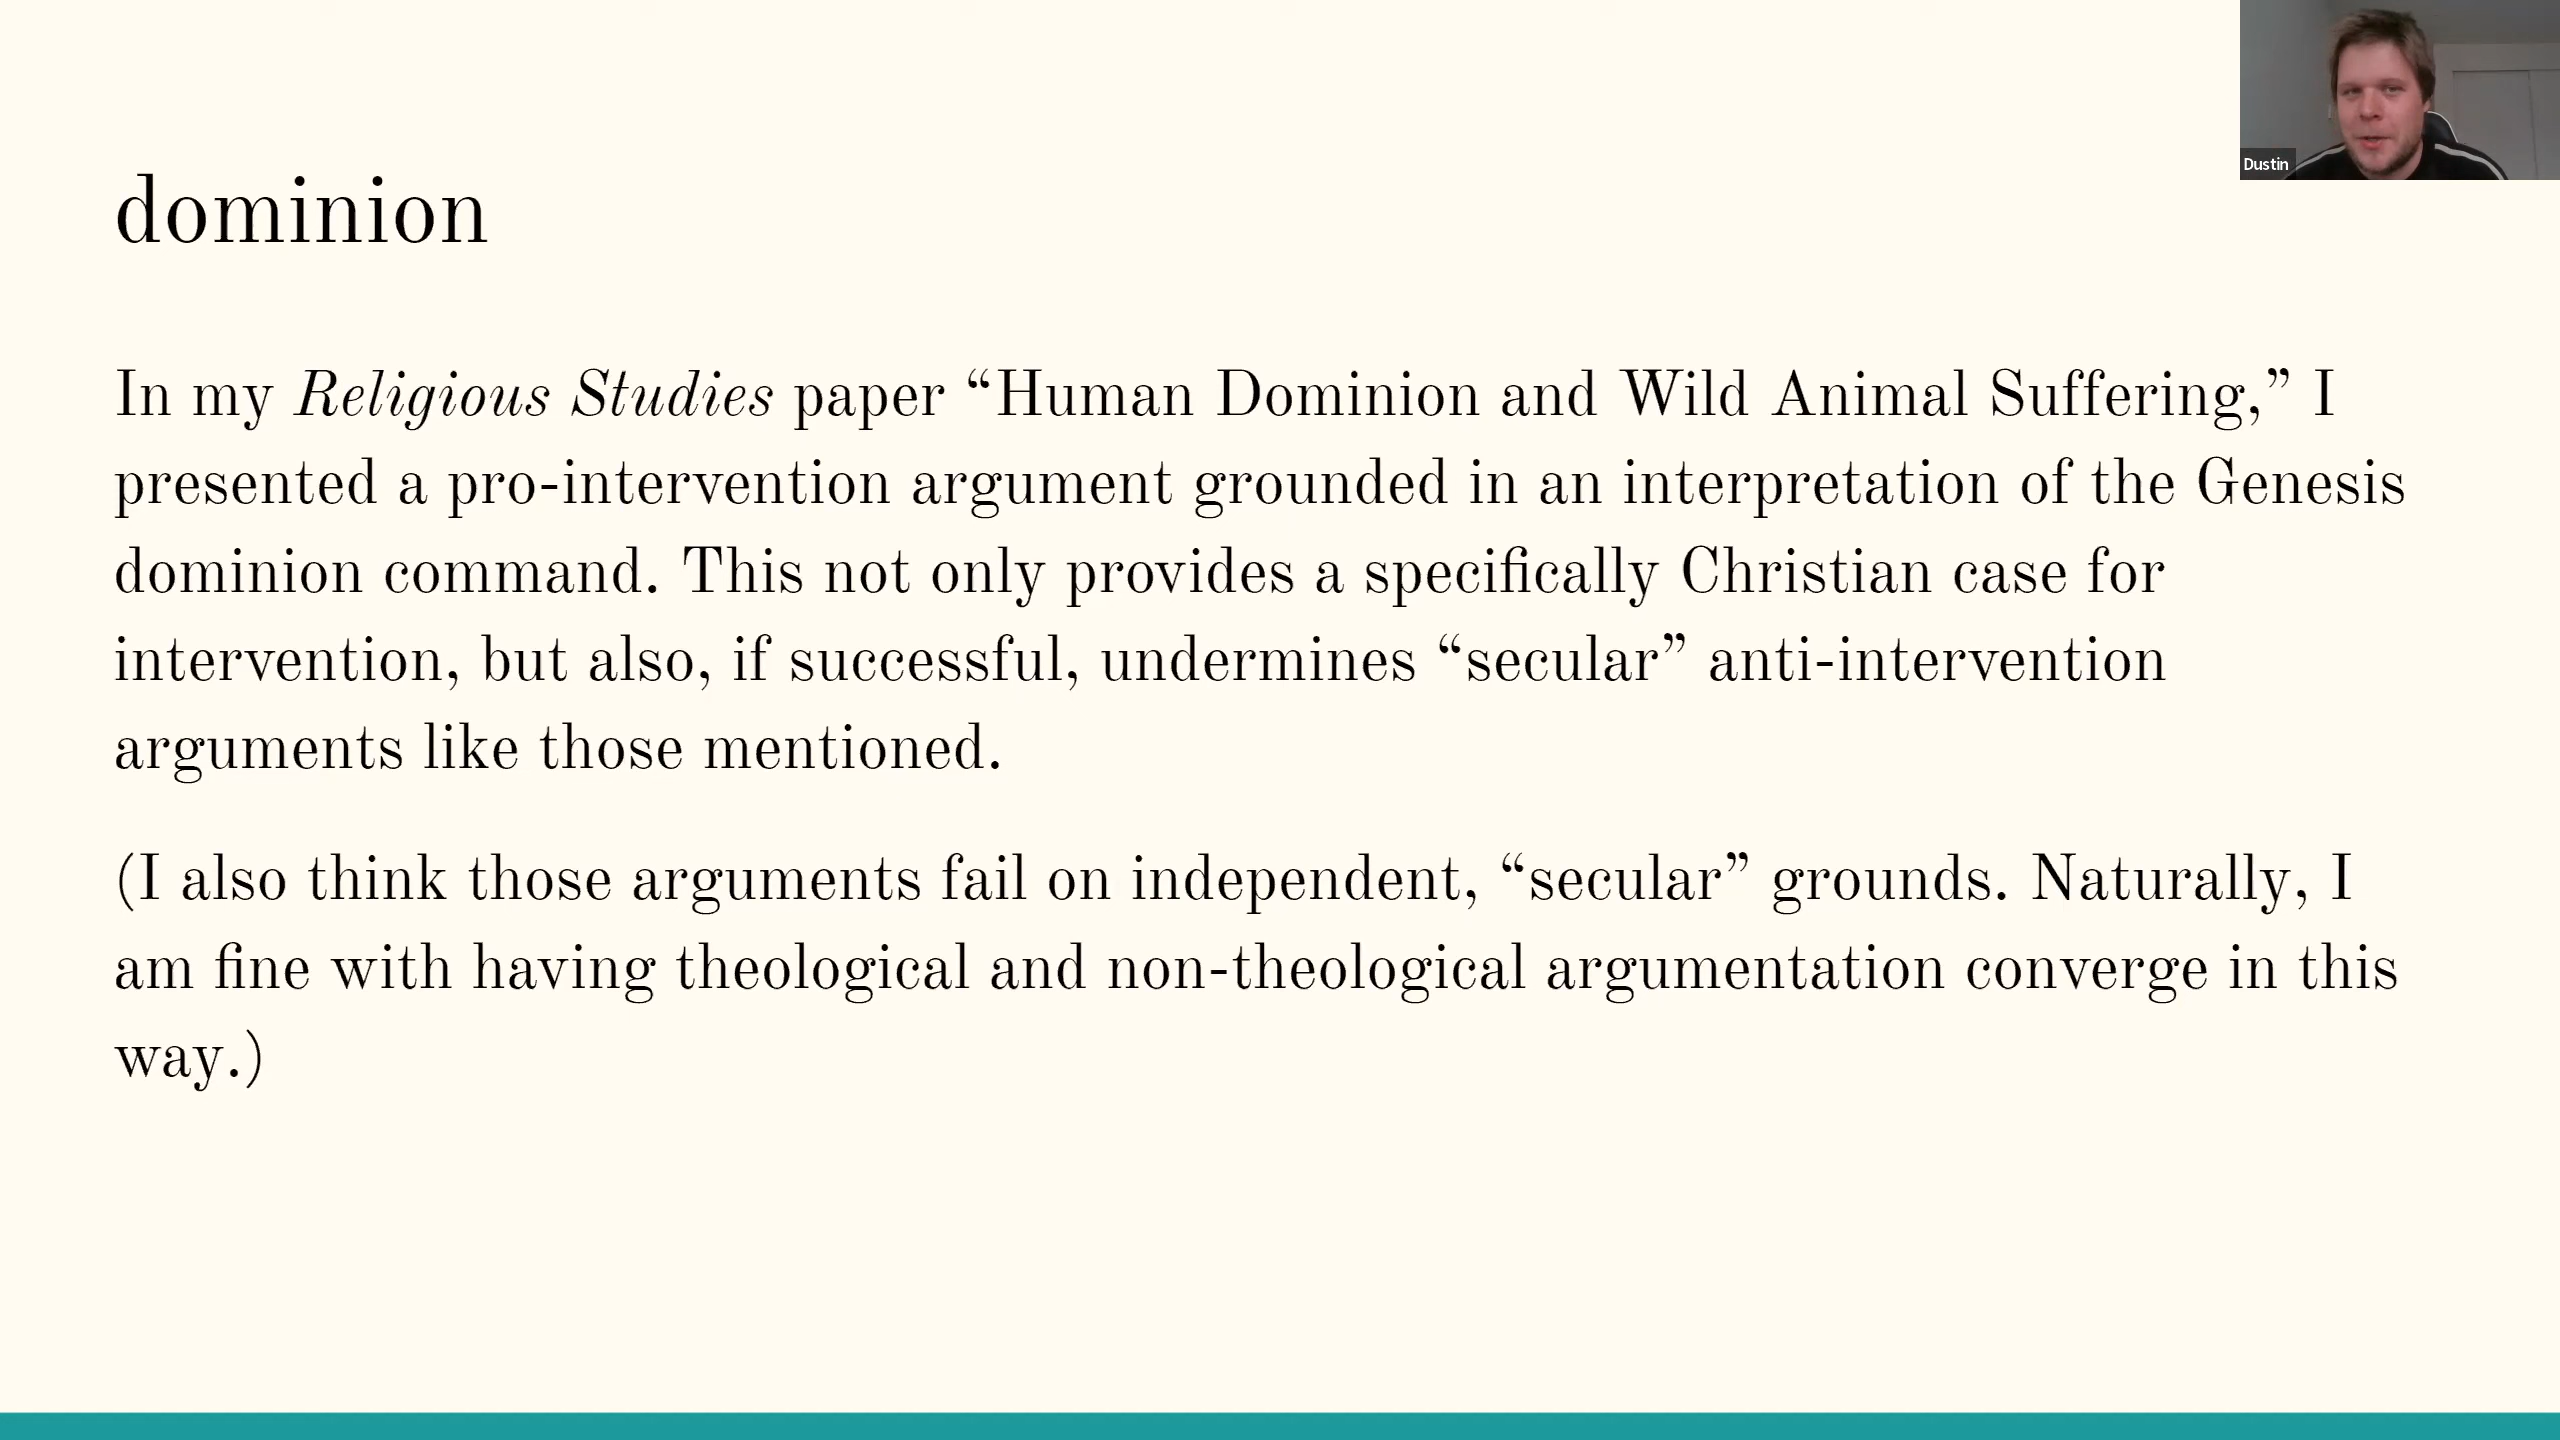 dominion
In my Religious Studies paper “Human Dominion and Wild Animal Suffering,” I
presented a pro-intervention argument grounded in an interpretation of the Genesis
dominion command. This not only provides a specifically Christian case for
intervention, but also, if successful, undermines “secular” anti-intervention
arguments like those mentioned.
(I also think those arguments fail on independent, “secular” grounds. Naturally, I
am fine with having theological and non-theological argumentation converge in this
way.)
Dustin